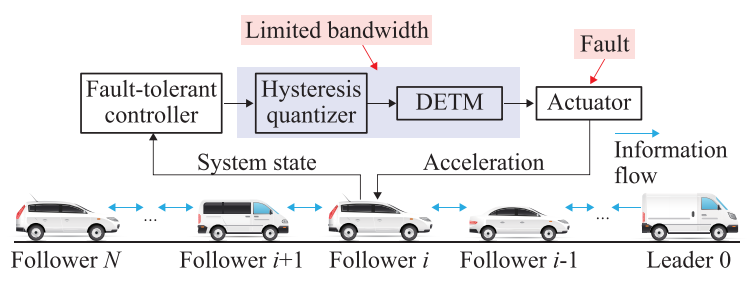 Limited bandwidth
Fault
Fault-tolerant
controller
Hysteresis
quantizer
DETM
Actuator
System state
Acceleration
Information
flow
...
...
Follower N
Follower i+1
Follower i
Follower i-1
Leader 0